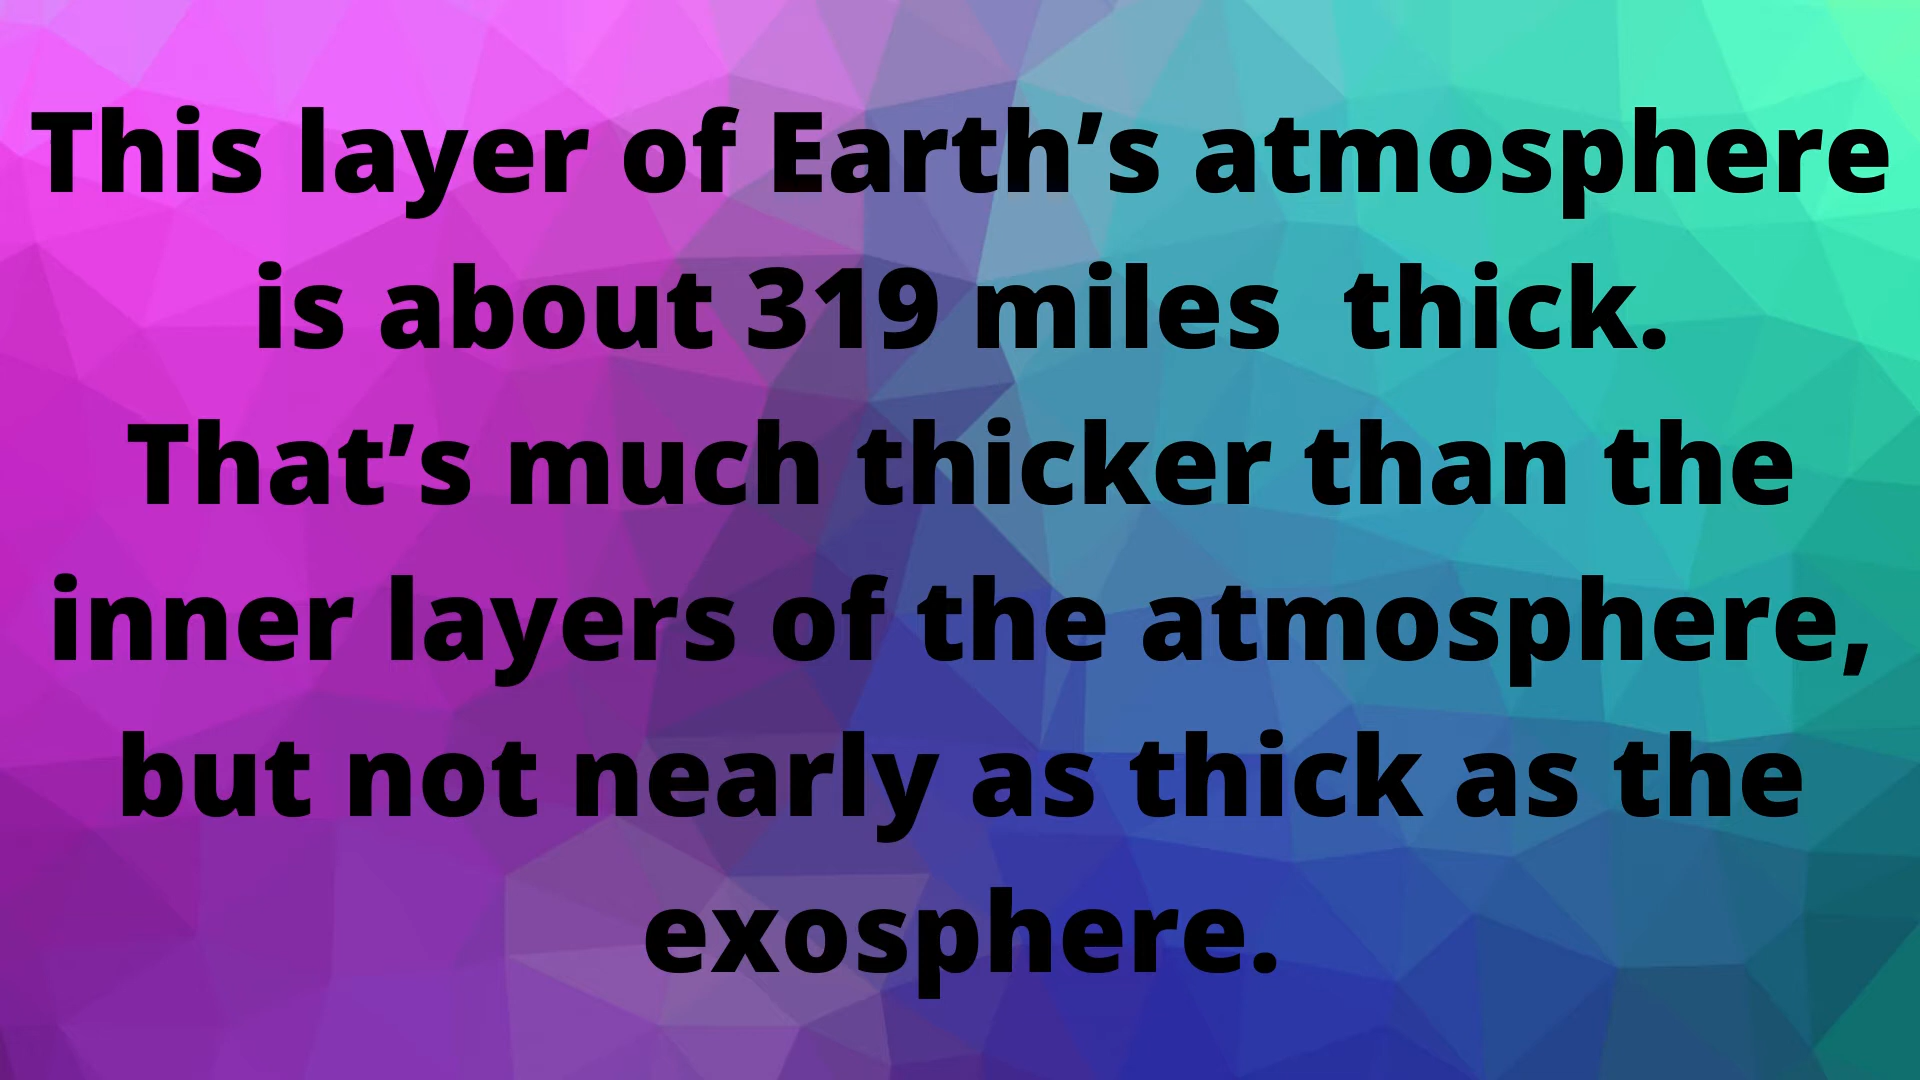 This layer of Earth’s atmosphere
is about 319 miles  thick.
That’s much thicker than the
inner layers of the atmosphere,
but not nearly as thick as the
exosphere.